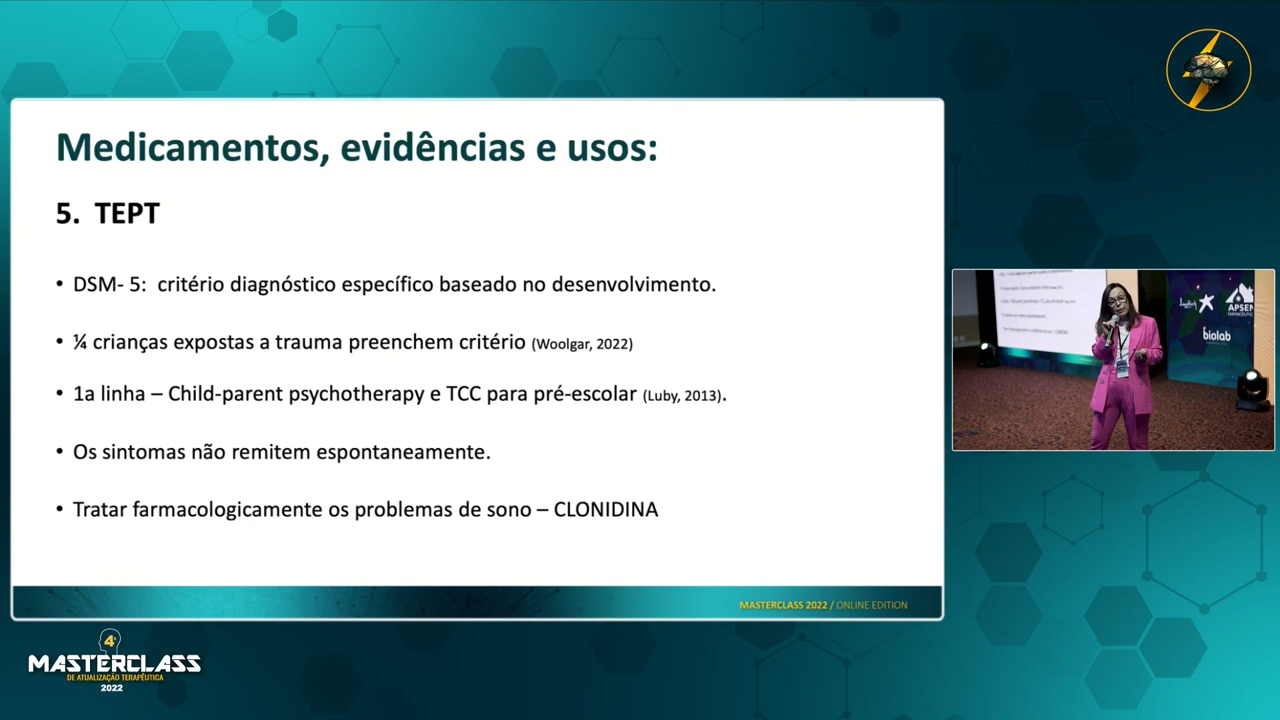 Medicamentos, evidências e usos:
5. TEPT
• DSM- 5: critério diagnóstico específico baseado no desenvolvimento.
• ¼ crianças expostas a trauma preenchem critério (Woolgar, 2022)
• 1a linha – Child-parent psychotherapy e TCC para pré-escolar (Luby, 2013).
• Os sintomas não remitem espontaneamente.
• Tratar farmacologicamente os problemas de sono – CLONIDINA
MASTERCLASS 2022 / ONLINE EDITION
APSEN
biolab
4ª
MASTERCLASS
DE ATUALIZAÇÃO TERAPÊUTICA
2022